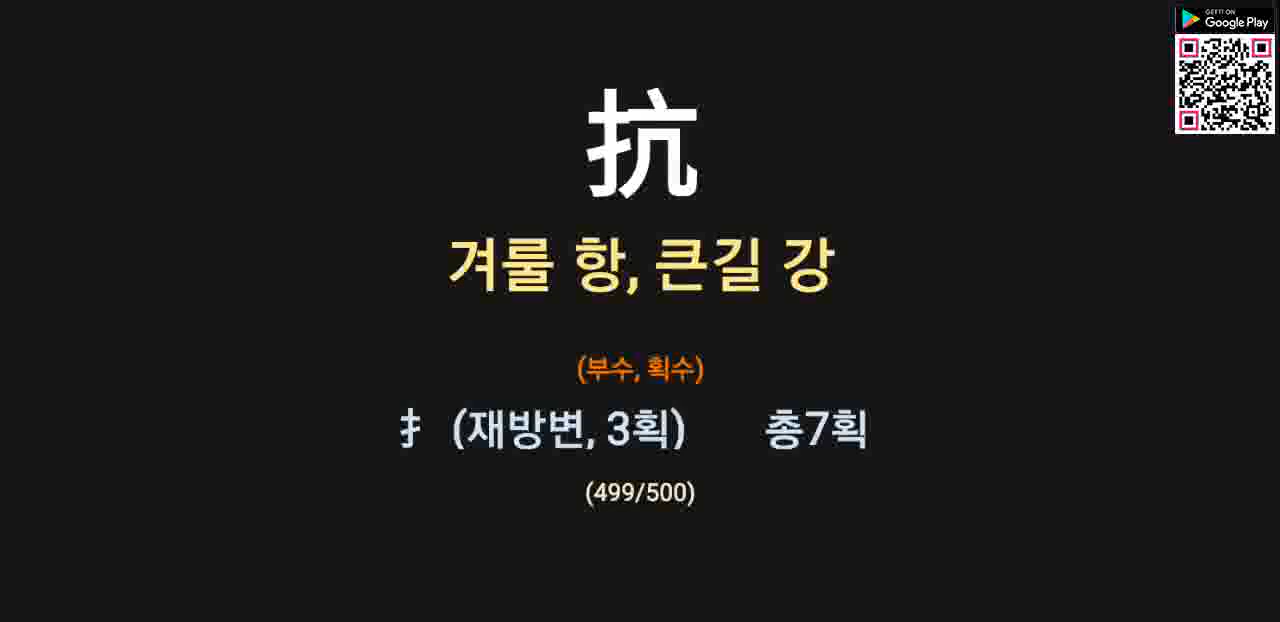 GET IT ON
Google Play
抗
겨룰 항, 큰길 강
(부수, 획수)
扌 (재방변, 3획) 총7획
(499/500)